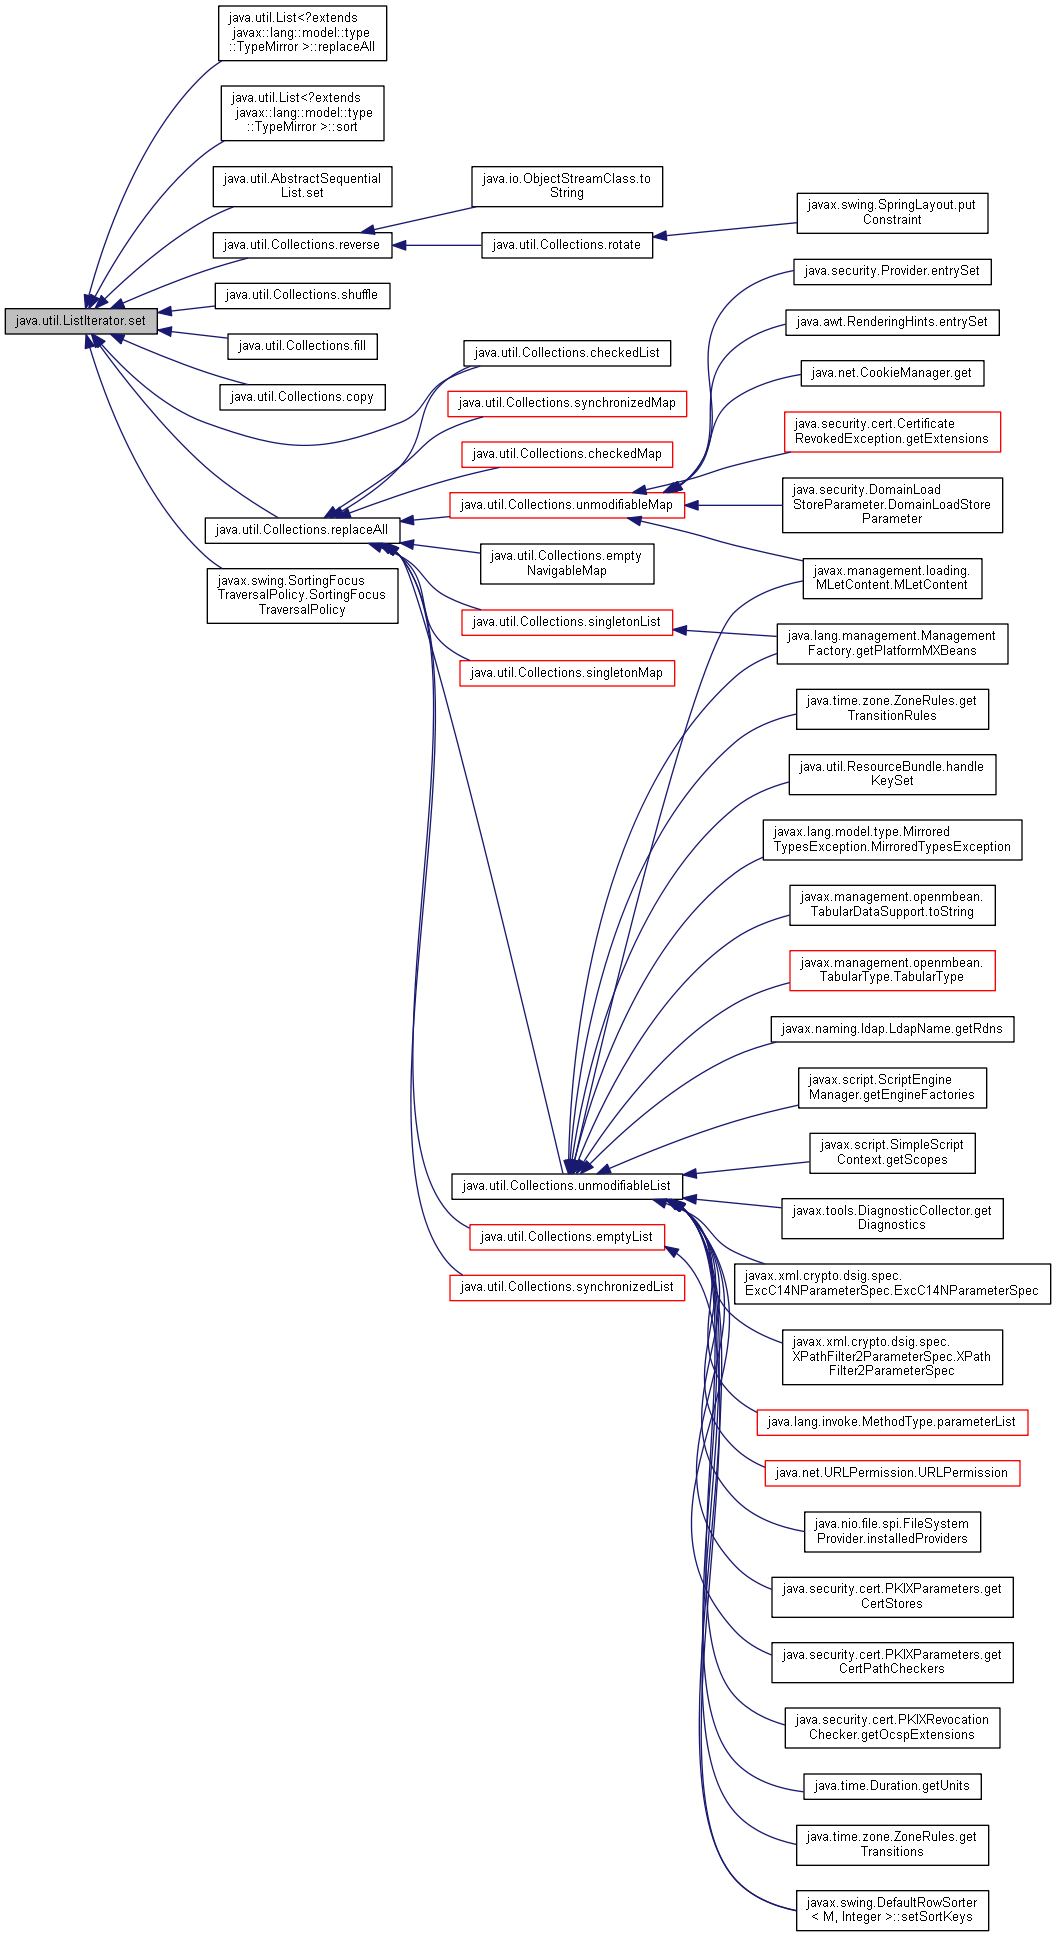 java.util.List<?extends
javax::lang::model::type
::TypeMirror >::replaceAll
java.util.List<?extends
javax::lang::model::type
::TypeMirror >::sort
java.util.AbstractSequential
List.set
java.util.Collections.reverse
java.util.ListIterator.set
java.util.Collections.shuffle
java.util.Collections.fill
java.util.Collections.copy
java.util.Collections.replaceAll
javax.swing.SortingFocus
TraversalPolicy.SortingFocus
TraversalPolicy
java.io.ObjectStreamClass.to
String
java.util.Collections.rotate
java.util.Collections.checkedList
java.util.Collections.synchronizedMap
java.util.Collections.checkedMap
java.util.Collections.unmodifiableMap
java.util.Collections.empty
NavigableMap
java.util.Collections.singletonList
java.util.Collections.singletonMap
java.util.Collections.unmodifiableList
java.util.Collections.emptyList
java.util.Collections.synchronizedList
javax.swing.SpringLayout.put
Constraint
java.security.Provider.entrySet
java.awt.RenderingHints.entrySet
java.net.CookieManager.get
java.security.cert.Certificate
RevokedException.getExtensions
java.security.DomainLoad
StoreParameter.DomainLoadStore
Parameter
javax.management.loading.
MLetContent.MLetContent
java.lang.management.Management
Factory.getPlatformMXBeans
java.time.zone.ZoneRules.get
TransitionRules
java.util.ResourceBundle.handle
KeySet
javax.lang.model.type.Mirrored
TypesException.MirroredTypesException
javax.management.openmbean.
TabularDataSupport.toString
javax.management.openmbean.
TabularType.TabularType
javax.naming.ldap.LdapName.getRdns
javax.script.ScriptEngine
Manager.getEngineFactories
javax.script.SimpleScript
Context.getScopes
javax.tools.DiagnosticCollector.get
Diagnostics
javax.xml.crypto.dsig.spec.
ExcC14NParameterSpec.ExcC14NParameterSpec
javax.xml.crypto.dsig.spec.
XPathFilter2ParameterSpec.XPath
Filter2ParameterSpec
java.lang.invoke.MethodType.parameterList
java.net.URLPermission.URLPermission
java.nio.file.spi.FileSystem
Provider.installedProviders
java.security.cert.PKIXParameters.get
CertStores
java.security.cert.PKIXParameters.get
CertPathCheckers
java.security.cert.PKIXRevocation
Checker.getOcspExtensions
java.time.Duration.getUnits
java.time.zone.ZoneRules.get
Transitions
javax.swing.DefaultRowSorter
< M, Integer >::setSortKeys